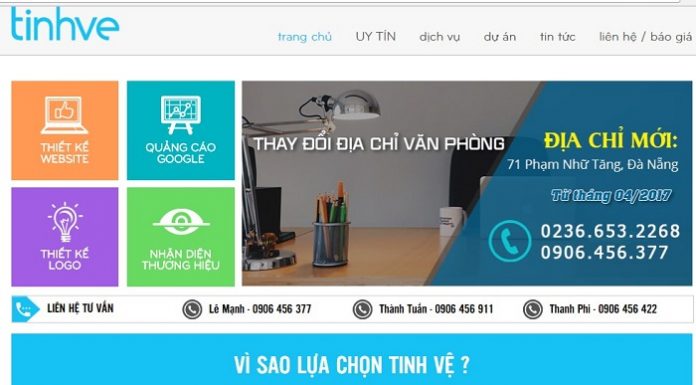 tinhve
trang chủ UY TÍN dịch vụ dự án tin tức liên hệ / báo giá
THIẾT KẾ
WEBSITE
QUẢNG CÁO
GOOGLE
THIẾT KẾ
LOGO
NHẬN DIỆN
THƯƠNG HIỆU
THAY ĐỔI ĐỊA CHỈ VĂN PHÒNG
ĐỊA CHỈ MỚI:
71 Phạm Nhữ Tăng, Đà Nẵng
Từ tháng 04/2017
0236.653.2268
0906.456.377
LIÊN HỆ TƯ VẤN
Lê Mạnh - 0906 456 377
Thành Tuấn - 0906 456 911
Thanh Phi - 0906 456 422
VÌ SAO LỰA CHỌN TINH VỆ ?